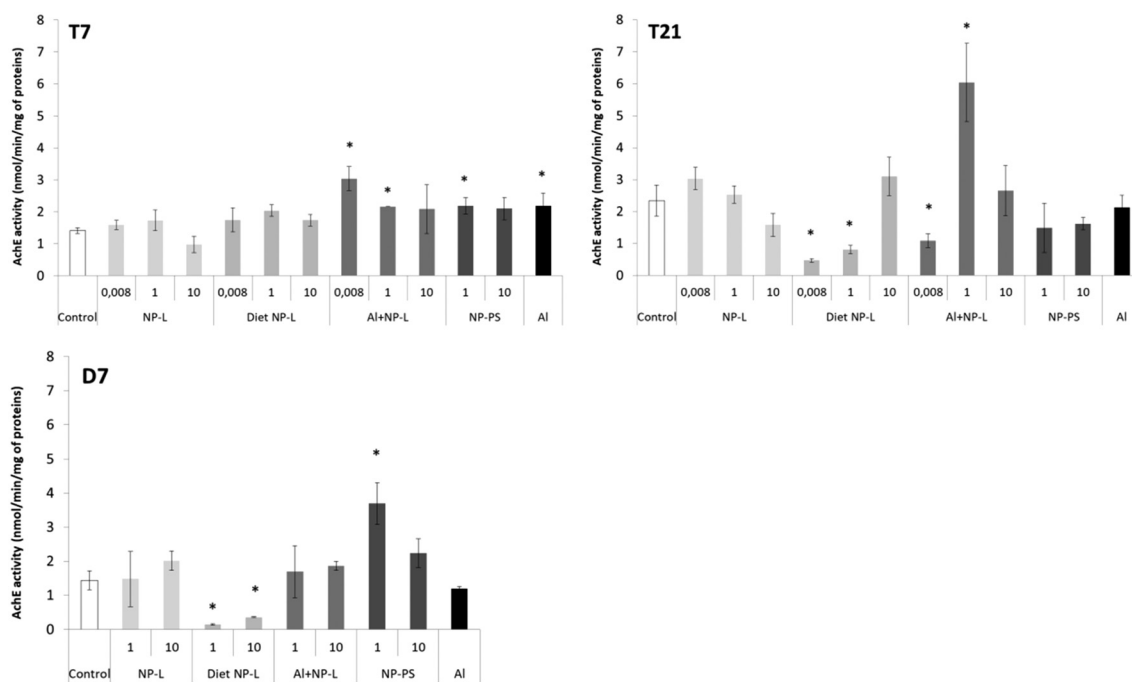 T7
AchE activity (nmol/min/mg of proteins)
8
7
6
5
4
3
2
1
0
* * * *
0,008 1 10 0,008 1 10 0,008 1 10 1 10
Control NP-L Diet NP-L Al+NP-L NP-PS Al
T21
AchE activity (nmol/min/mg of proteins)
8
7
6
5
4
3
2
1
0
* * * *
0,008 1 10 0,008 1 10 0,008 1 10 1 10
Control NP-L Diet NP-L Al+NP-L NP-PS Al
D7
AchE activity (nmol/min/mg of proteins)
8
7
6
5
4
3
2
1
0
* * *
1 10 1 10 1 10 1 10
Control NP-L Diet NP-L Al+NP-L NP-PS Al